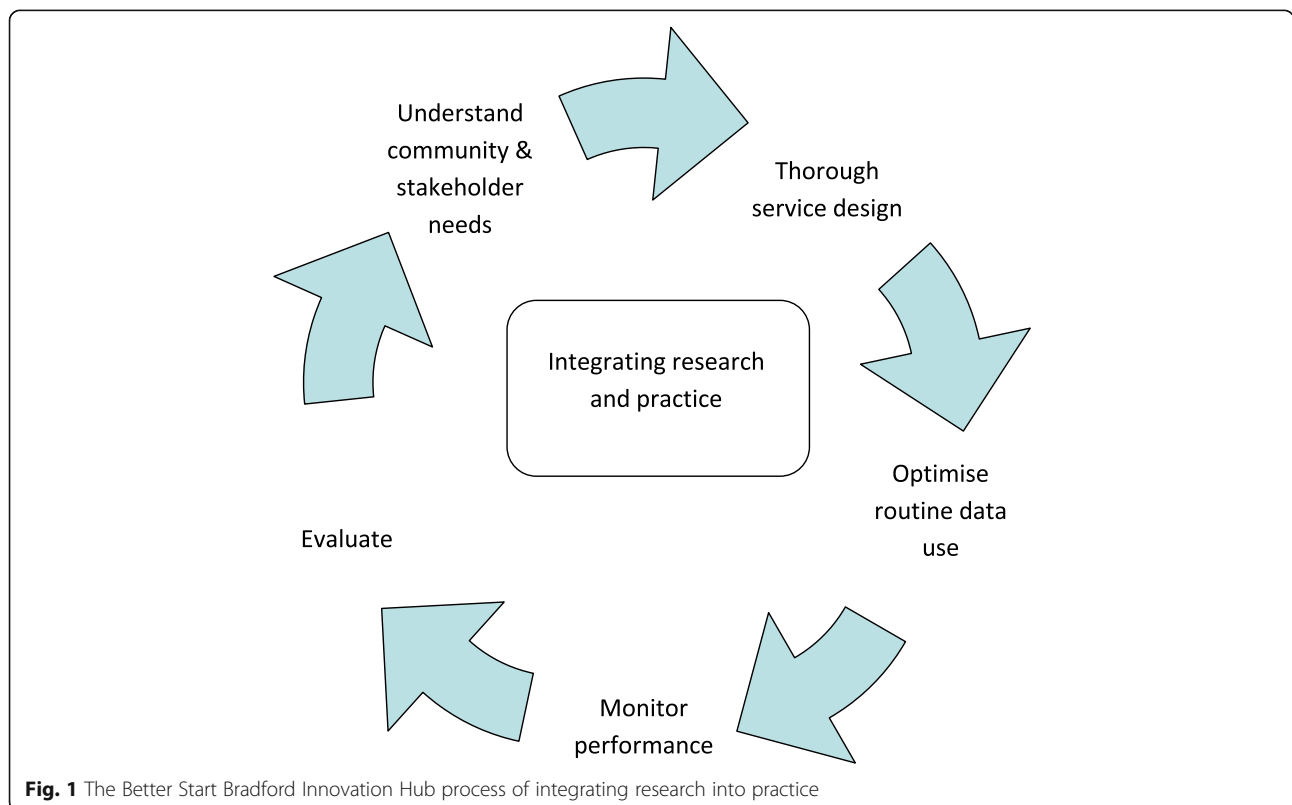 Understand
community &
stakeholder
needs
Thorough
service design
Integrating research
and practice
Optimise
routine data
use
Evaluate
Monitor
performance
Fig. 1 The Better Start Bradford Innovation Hub process of integrating research into practice